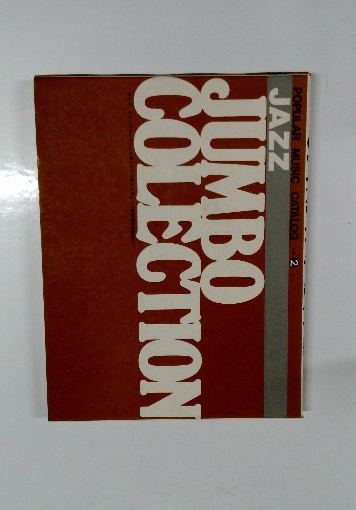 POPULAR MUSIC CATALOG 2
JAZZ
JUMBO
COLECTION